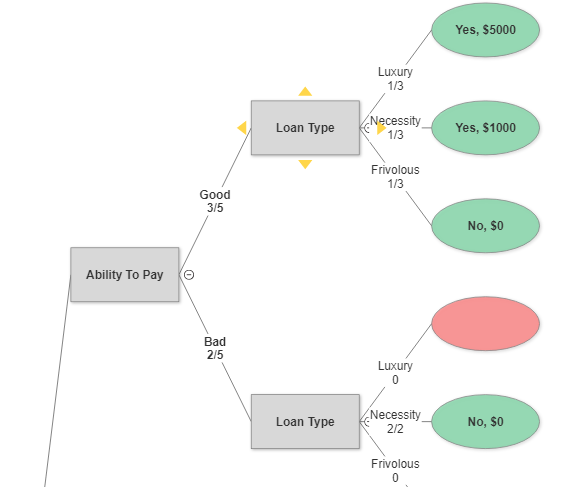 Yes, $5000
Luxury
1/3
Loan Type
Necessity
1/3
Yes, $1000
Frivolous
1/3
Good
3/5
No, $0
Ability To Pay
Bad
2/5
Luxury
0
Loan Type
Necessity
2/2
No, $0
Frivolous
0